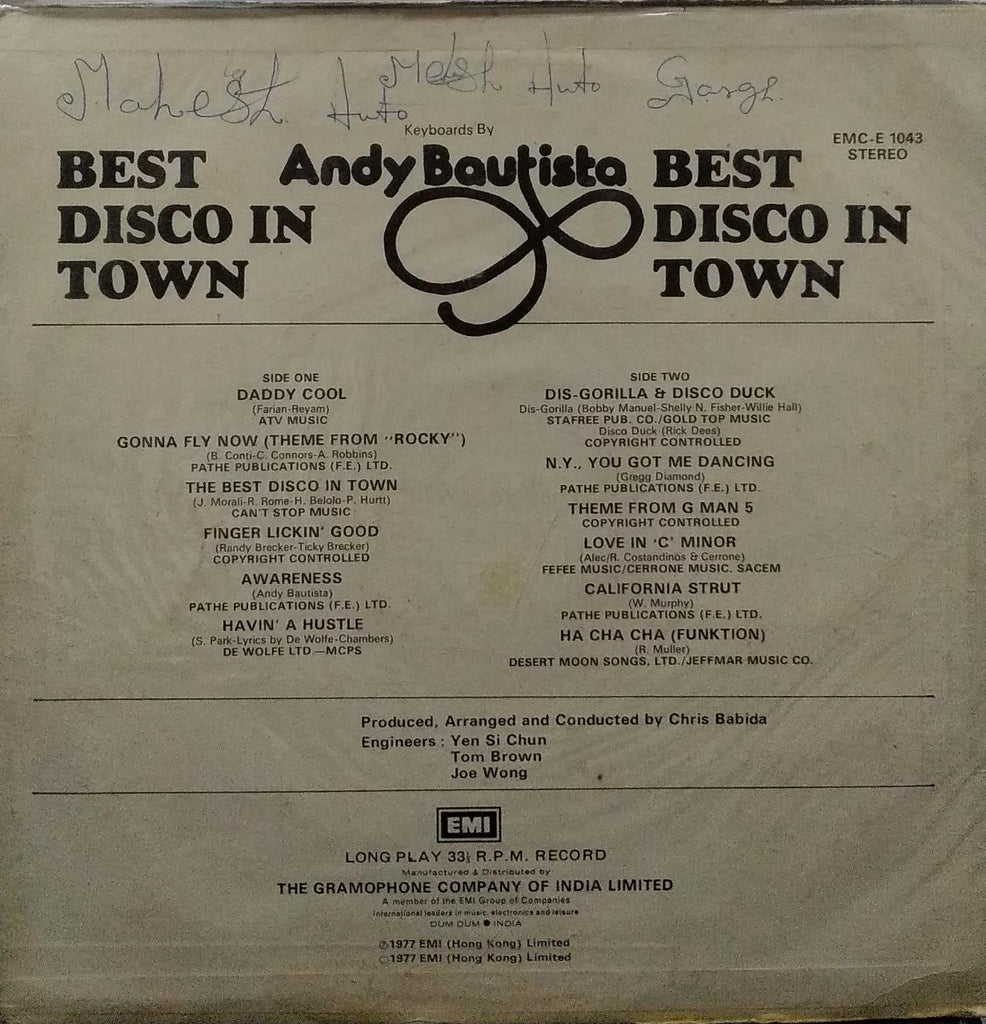 Mahesh Auto Mesh Auto Gargh.
Keyboards By
Andy Bautista
BEST
DISCO IN
TOWN
BEST
DISCO IN
TOWN
EMC-E 1043
STEREO
SIDE ONE
DADDY COOL
(Farian-Reyam)
ATV MUSIC
GONNA FLY NOW (THEME FROM "ROCKY")
(B. Conti-C. Connors-A. Robbins)
PATHE PUBLICATIONS (F.E.) LTD.
THE BEST DISCO IN TOWN
(J. Morali-R. Rome-H. Belolo-P. Hurtt)
CAN'T STOP MUSIC
FINGER LICKIN' GOOD
(Randy Brecker-Ticky Brecker)
COPYRIGHT CONTROLLED
AWARENESS
(Andy Bautista)
PATHE PUBLICATIONS (F.E.) LTD.
HAVIN' A HUSTLE
(S. Park-Lyrics by De Wolfe-Chambers)
DE WOLFE LTD.—MCPS
SIDE TWO
DIS-GORILLA & DISCO DUCK
Dis-Gorilla (Bobby Manuel-Shelly N. Fisher-Willie Hall)
STAFREE PUB. CO./GOLD TOP MUSIC
Disco Duck (Rick Dees)
COPYRIGHT CONTROLLED
N.Y., YOU GOT ME DANCING
(Gregg Diamond)
PATHE PUBLICATIONS (F.E.) LTD.
THEME FROM G MAN 5
COPYRIGHT CONTROLLED
LOVE IN 'C' MINOR
(Alec/R. Costandinos & Cerrone)
FEFEE MUSIC/CERRONE MUSIC. SACEM
CALIFORNIA STRUT
(W. Murphy)
PATHE PUBLICATIONS (F.E.) LTD.
HA CHA CHA (FUNKTION)
(R. Muller)
DESERT MOON SONGS, LTD./JEFFMAR MUSIC CO.
Produced, Arranged and Conducted by Chris Babida
Engineers : Yen Si Chun
Tom Brown
Joe Wong
EMI
LONG PLAY 33⅓ R.P.M. RECORD
Manufactured & Distributed by
THE GRAMOPHONE COMPANY OF INDIA LIMITED
A member of the EMI Group of Companies
International leaders in music, electronics and leisure
DUM DUM ● INDIA
℗1977 EMI (Hong Kong) Limited
©1977 EMI (Hong Kong) Limited